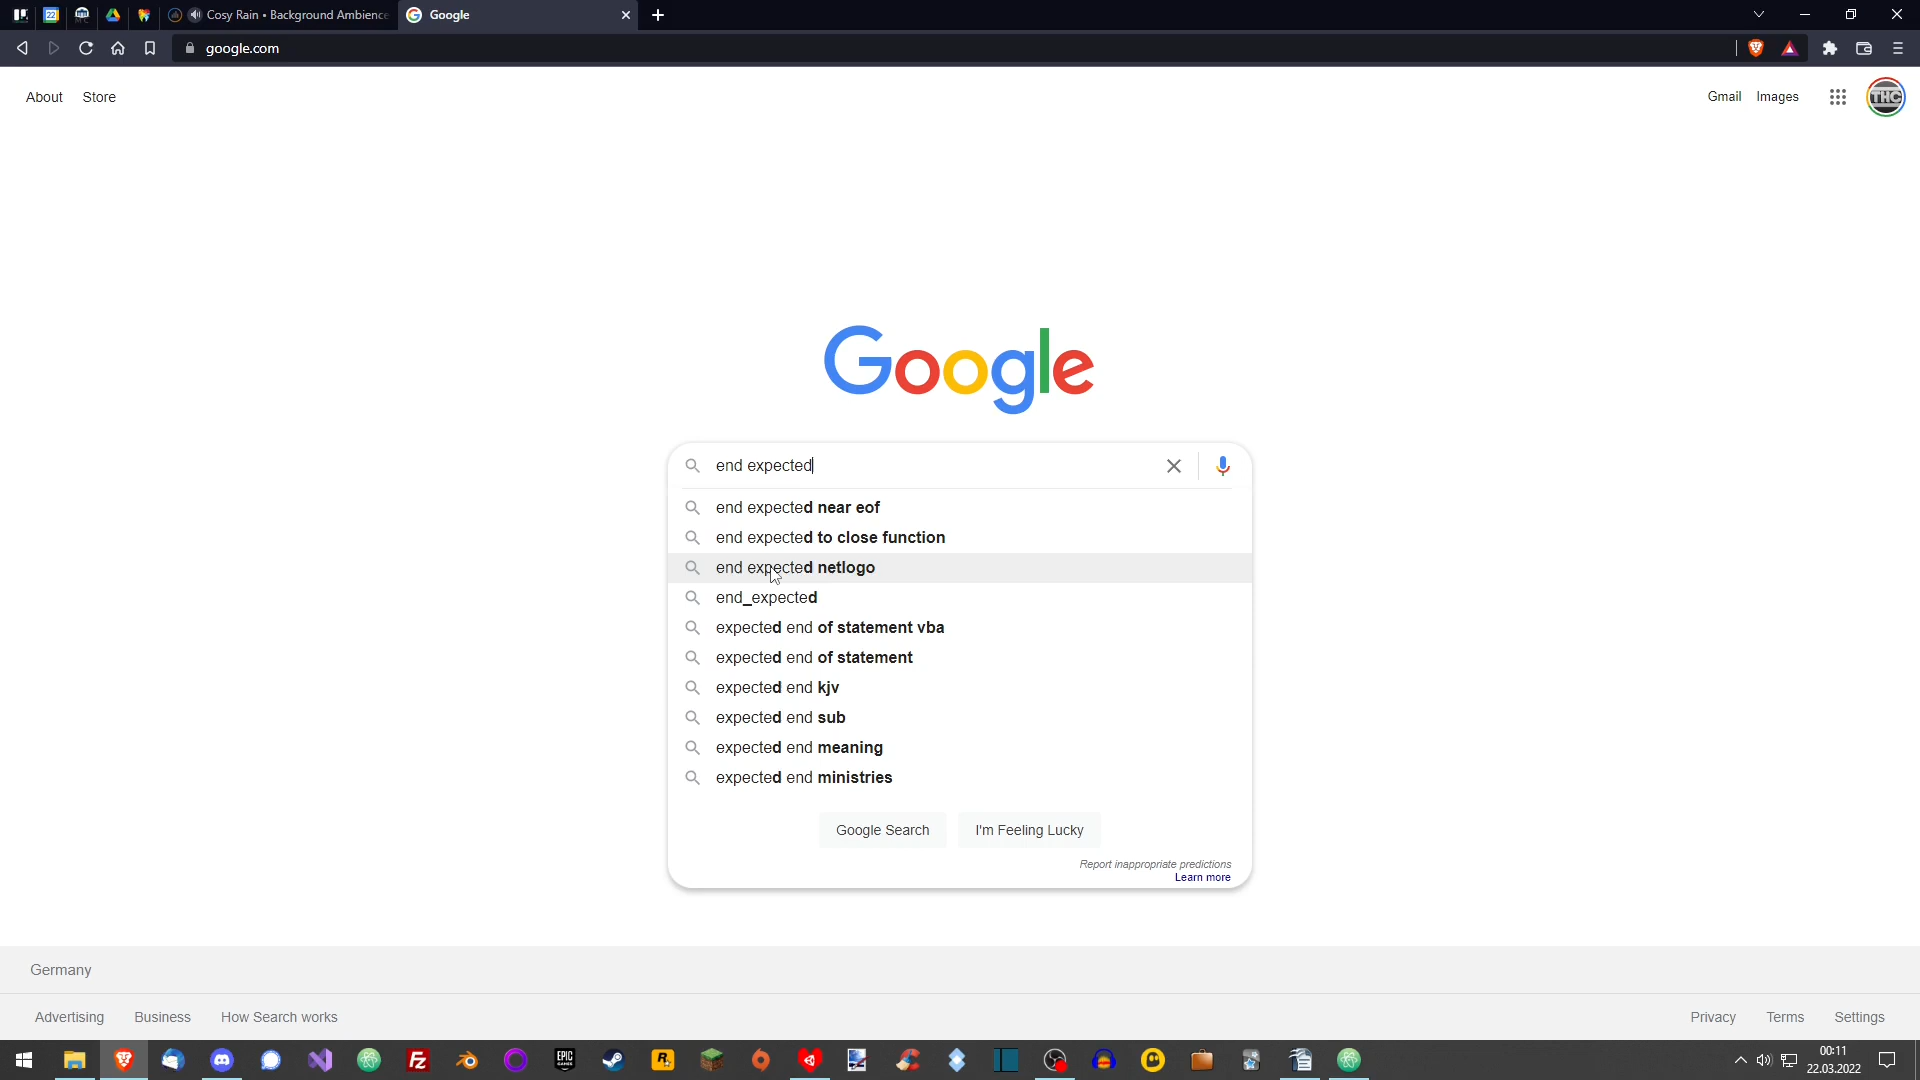 Cosy Rain • Background Ambience
Google
google.com
About Store
Gmail Images
THC
Google
end expected
end expected near eof
end expected to close function
end expected netlogo
end_expected
expected end of statement vba
expected end of statement
expected end kjv
expected end sub
expected end meaning
expected end ministries
Google Search I'm Feeling Lucky
Report inappropriate predictions
Learn more
Germany
Advertising Business How Search works
Privacy Terms Settings
EPIC GAMES
00:11
22.03.2022